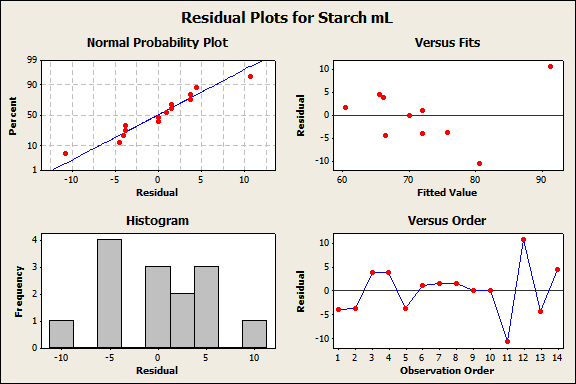 Residual Plots for Starch mL
Normal Probability Plot
99
90
50
10
1
Percent
-10 -5 0 5 10
Residual
Versus Fits
10
5
0
-5
-10
Residual
60 70 80 90
Fitted Value
Histogram
4
3
2
1
0
Frequency
-10 -5 0 5 10
Residual
Versus Order
10
5
0
-5
-10
Residual
1 2 3 4 5 6 7 8 9 10 11 12 13 14
Observation Order